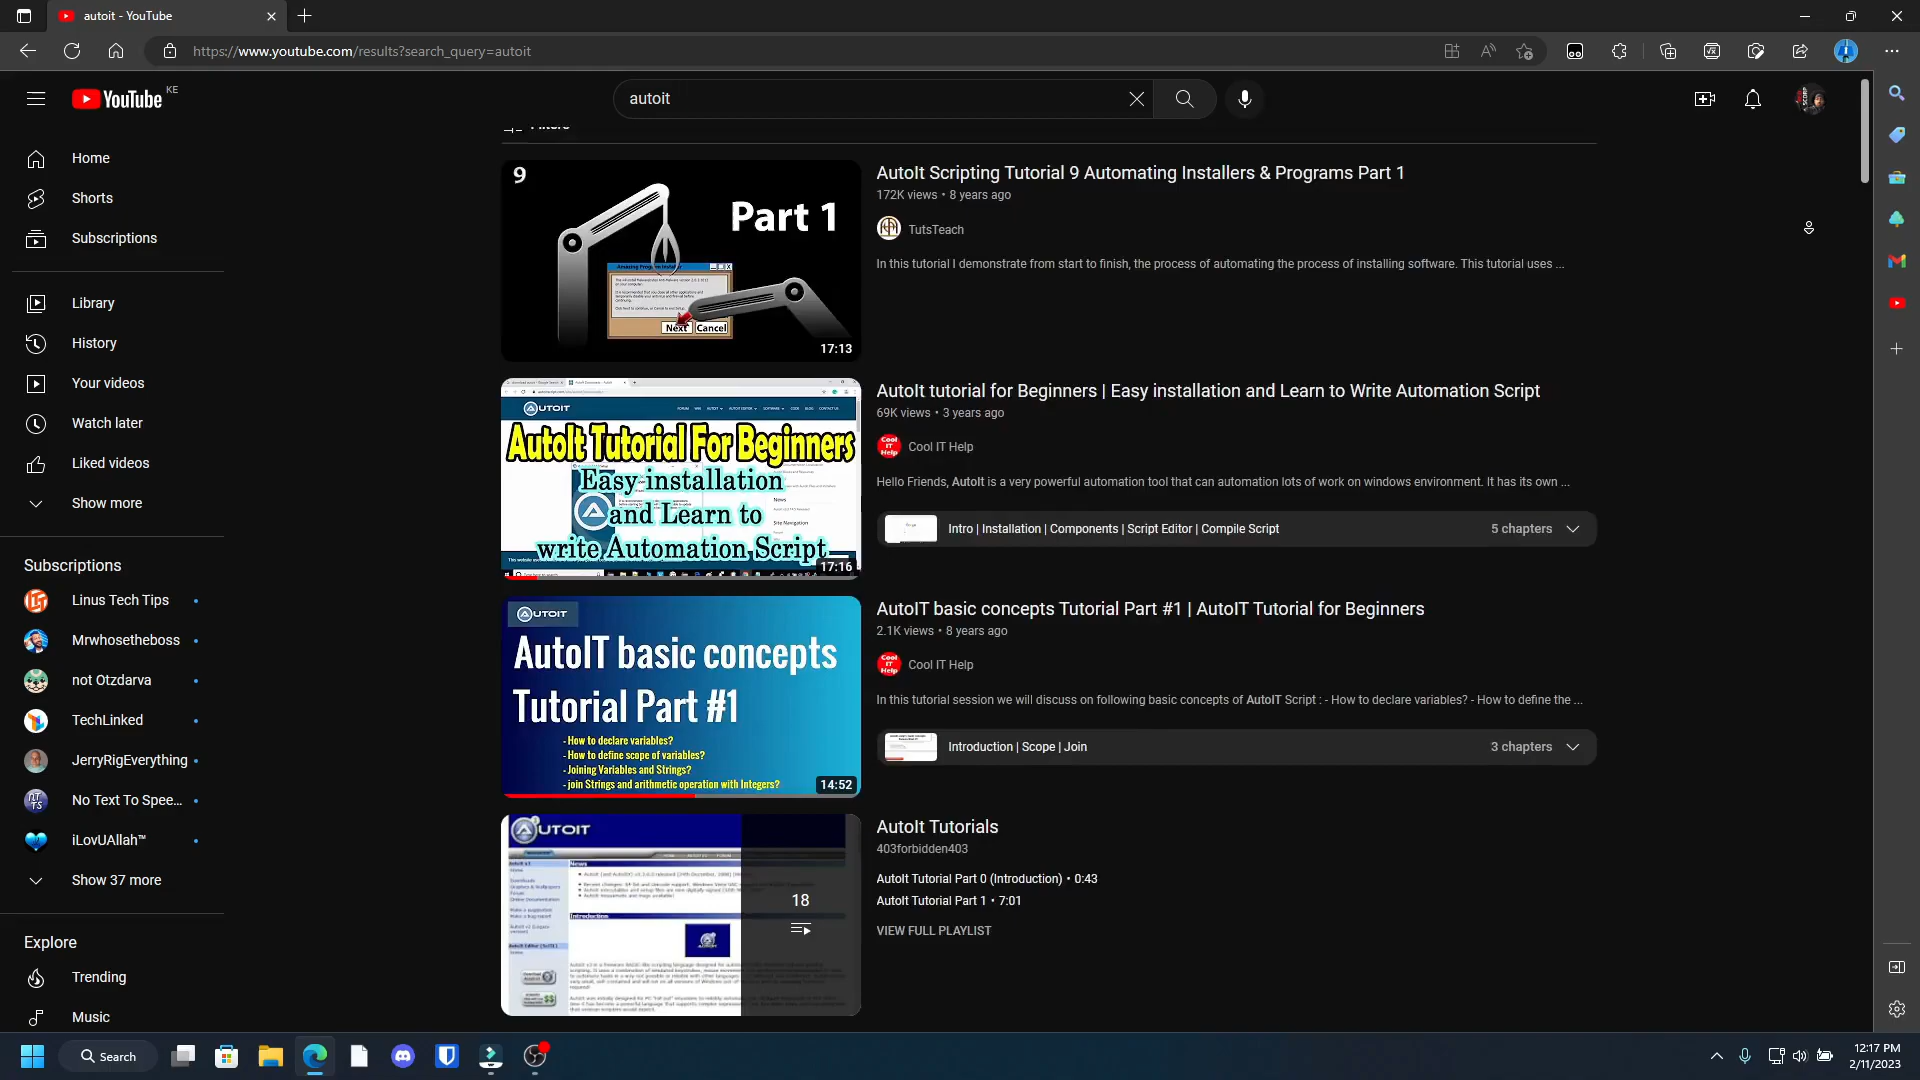 autoit - YouTube
https://www.youtube.com/results?search_query=autoit
YouTube KE
autoit
Filters
Home
Shorts
Subscriptions
Library
History
Your videos
Watch later
Liked videos
Show more
Subscriptions
Linus Tech Tips
Mrwhosetheboss
not Otzdarva
TechLinked
JerryRigEverything
No Text To Spee...
iLovUAllah™
Show 37 more
Explore
Trending
Music
9
Part 1
Next Cancel
17:13
AutoIt Scripting Tutorial 9 Automating Installers & Programs Part 1
172K views • 8 years ago
TutsTeach
In this tutorial I demonstrate from start to finish, the process of automating the process of installing software. This tutorial uses ...
AUTOIT
AutoIt Tutorial For Beginners
Easy installation
and Learn to
write Automation Script
17:16
AutoIt tutorial for Beginners | Easy installation and Learn to Write Automation Script
69K views • 3 years ago
Cool IT Help
Cool IT Help
Hello Friends, AutoIt is a very powerful automation tool that can automation lots of work on windows environment. It has its own ...
Intro | Installation | Components | Script Editor | Compile Script
5 chapters
AUTOIT
AutoIT basic concepts
Tutorial Part #1
- How to declare variables?
- How to define scope of variables?
- Joining Variables and Strings?
- join Strings and arithmetic operation with Integers?
14:52
AutoIT basic concepts Tutorial Part #1 | AutoIT Tutorial for Beginners
2.1K views • 8 years ago
Cool IT Help
Cool IT Help
In this tutorial session we will discuss on following basic concepts of AutoIT Script : - How to declare variables? - How to define the ...
Introduction | Scope | Join
3 chapters
AUTOIT
News
Introduction
18
AutoIt Tutorials
403forbidden403
AutoIt Tutorial Part 0 (Introduction) • 0:43
AutoIt Tutorial Part 1 • 7:01
VIEW FULL PLAYLIST
Search
12:17 PM
2/11/2023